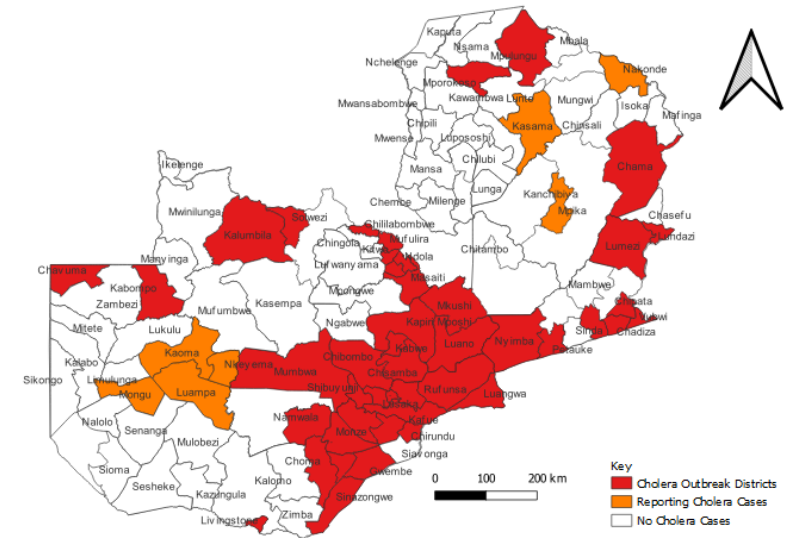 Kaputa
Nsama
Mpulungu
Mbala
Nchelenge
Mporokoso
Nakonde
Mwansabombwe
Kawambwa
Lunte
Mungwi
Isoka
Mafinga
Chipili
Kasama
Chinsali
Mwense
Lupososhi
Chilubi
Mansa
Chama
Ikelenge
Lunga
Kanchibiya
Chembe
Milenge
Mpika
Mwinilunga
Solwezi
Chasefu
Kalumbila
Chililabombwe
Lundazi
Chingola
Mufulira
Kitwe
Lumezi
Manyinga
Lufwanyama
Ndola
Chitambo
Chavuma
Masaiti
Kabompo
Mpongwe
Mambwe
Zambezi
Kasempa
Mkushi
Chipata
Mufumbwe
Vubwi
Mitete
Lukulu
Ngabwe
Kapiri Mposhi
Sinda
Chadiza
Luano
Nyimba
Petauke
Kaoma
Chibombo
Kabwe
Kalabo
Nkeyema
Mumbwa
Chisamba
Sikongo
Limulunga
Mongu
Luampa
Shibuyunji
Rufunsa
Luangwa
Lusaka
Nalolo
Namwala
Kafue
Senanga
Monze
Chirundu
Mulobezi
Siavonga
Sioma
Choma
Gwembe
Sesheke
Kalomo
Kazungula
Sinazongwe
Zimba
Livingstone
0 100 200 km
Key
Cholera Outbreak Districts
Reporting Cholera Cases
No Cholera Cases